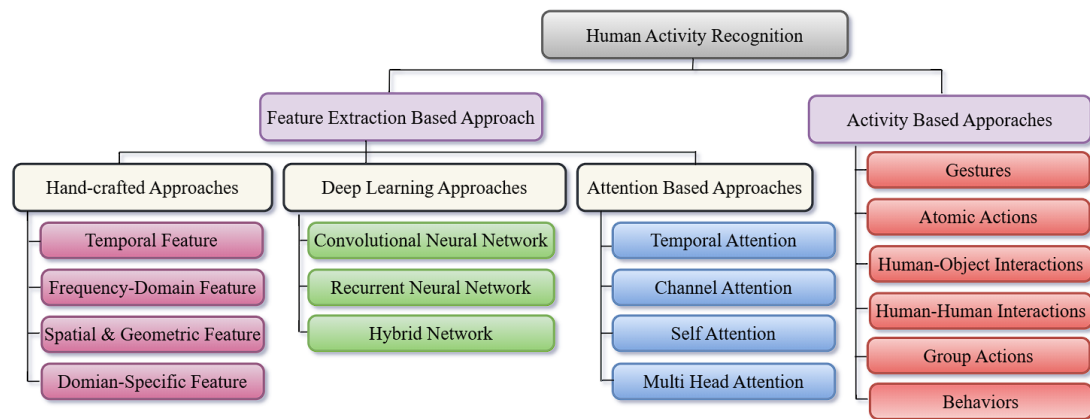 Human Activity Recognition
Feature Extraction Based Approach
Activity Based Apporaches
Hand-crafted Approaches
Deep Learning Approaches
Attention Based Approaches
Temporal Feature
Frequency-Domain Feature
Spatial & Geometric Feature
Domian-Specific Feature
Convolutional Neural Network
Recurrent Neural Network
Hybrid Network
Temporal Attention
Channel Attention
Self Attention
Multi Head Attention
Gestures
Atomic Actions
Human-Object Interactions
Human-Human Interactions
Group Actions
Behaviors